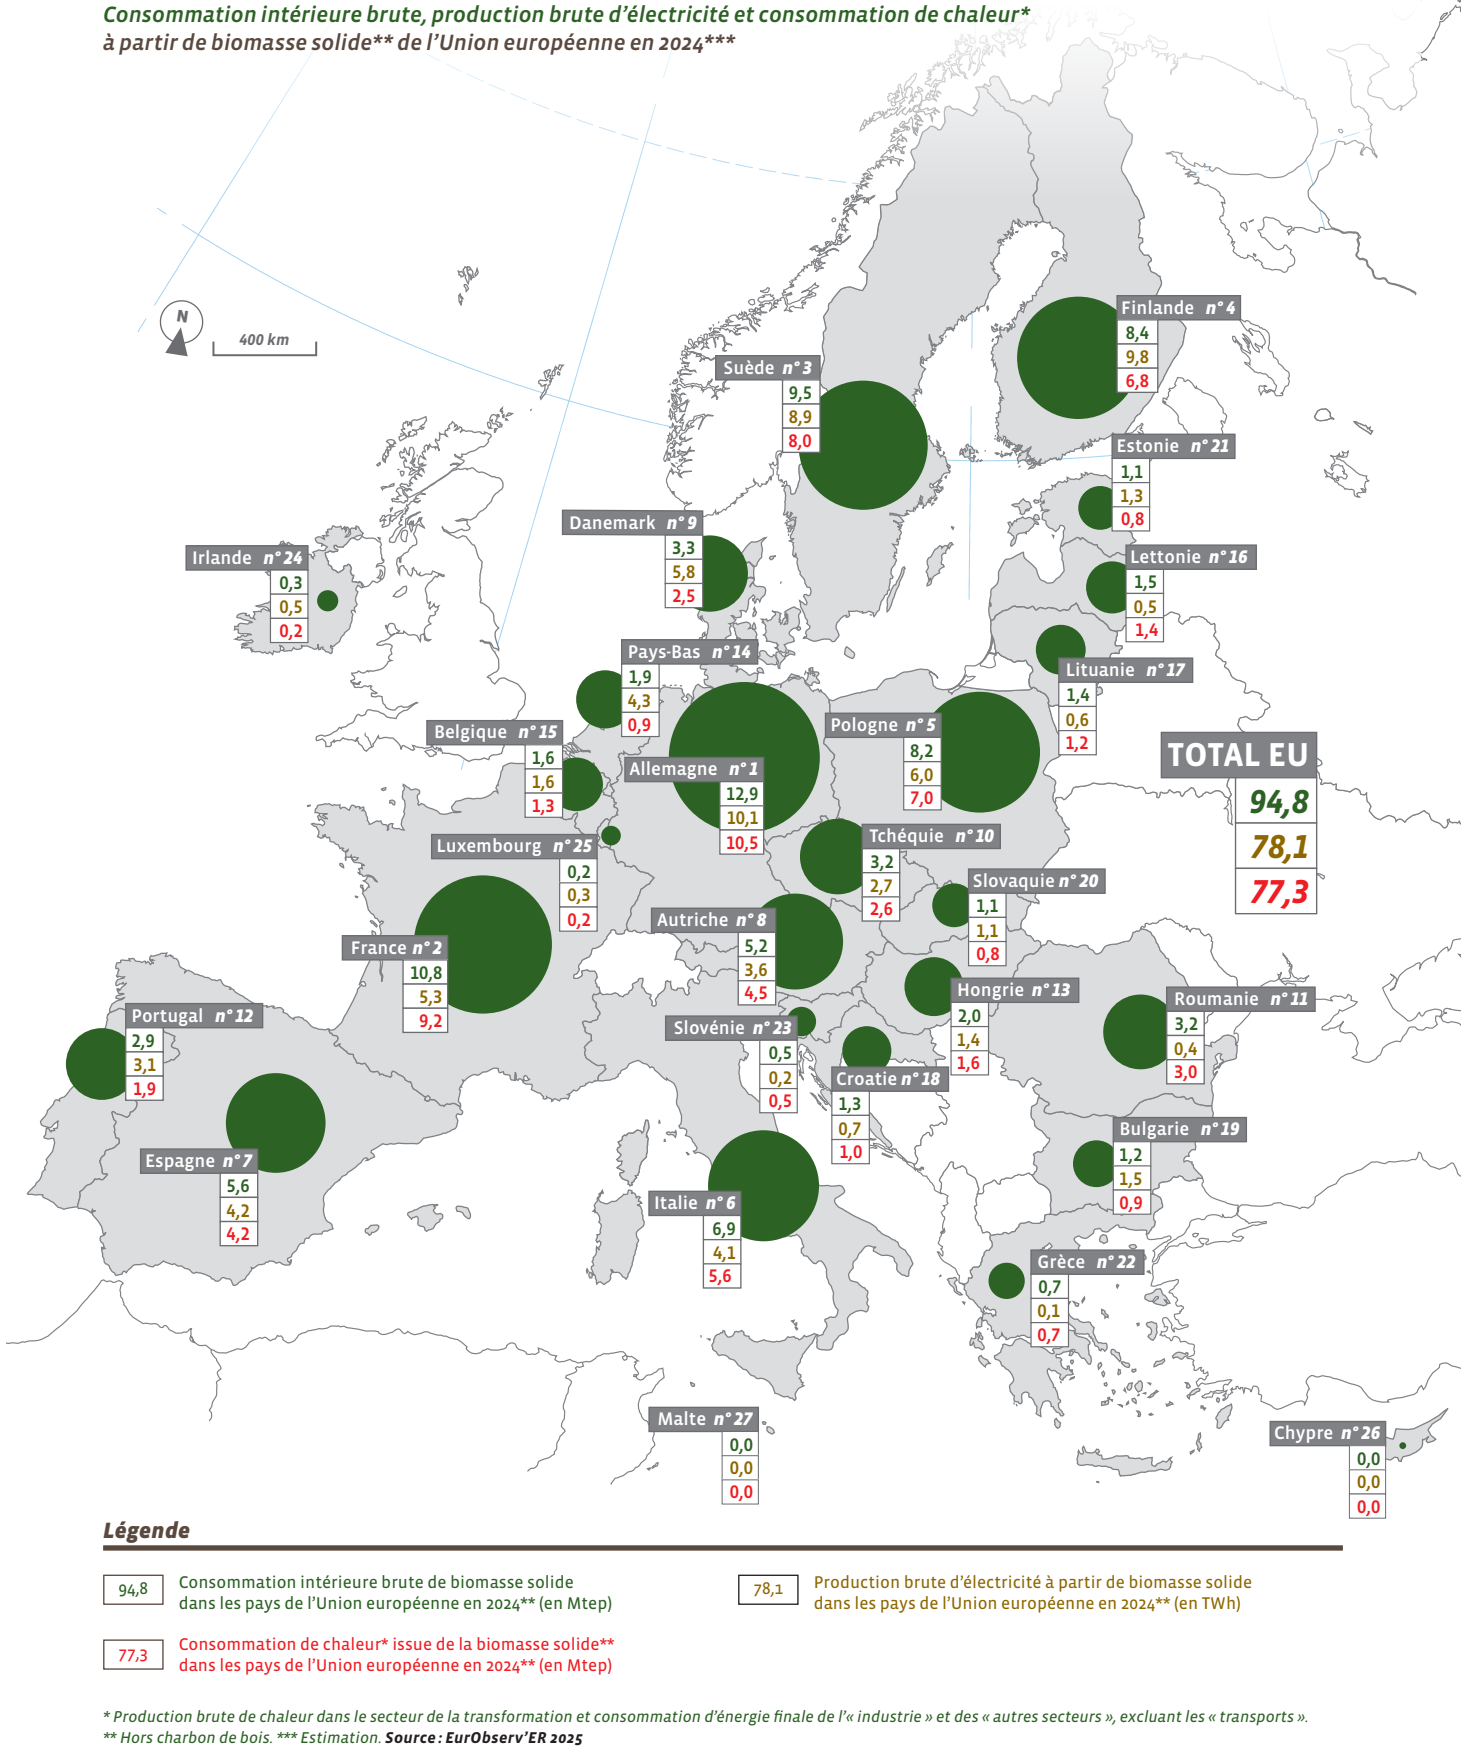 Consommation intérieure brute, production brute d’électricité et consommation de chaleur*
à partir de biomasse solide** de l’Union européenne en 2024***
N
400 km
Finlande n° 4
8,4
9,8
6,8
Suède n° 3
9,5
8,9
8,0
Estonie n° 21
1,1
1,3
0,8
Danemark n° 9
3,3
5,8
2,5
Irlande n° 24
0,3
0,5
0,2
Lettonie n° 16
1,5
0,5
1,4
Pays-Bas n° 14
1,9
4,3
0,9
Lituanie n° 17
1,4
0,6
1,2
Belgique n° 15
1,6
1,6
1,3
Pologne n° 5
8,2
6,0
7,0
TOTAL EU
94,8
78,1
77,3
Allemagne n° 1
12,9
10,1
10,5
Luxembourg n° 25
0,2
0,3
0,2
Tchéquie n° 10
3,2
2,7
2,6
Slovaquie n° 20
1,1
1,1
0,8
Autriche n° 8
5,2
3,6
4,5
France n° 2
10,8
5,3
9,2
Hongrie n° 13
2,0
1,4
1,6
Roumanie n° 11
3,2
0,4
3,0
Portugal n° 12
2,9
3,1
1,9
Slovénie n° 23
0,5
0,2
0,5
Croatie n° 18
1,3
0,7
1,0
Bulgarie n° 19
1,2
1,5
0,9
Espagne n° 7
5,6
4,2
4,2
Italie n° 6
6,9
4,1
5,6
Grèce n° 22
0,7
0,1
0,7
Malte n° 27
0,0
0,0
0,0
Chypre n° 26
0,0
0,0
0,0
Légende
94,8
Consommation intérieure brute de biomasse solide
dans les pays de l’Union européenne en 2024** (en Mtep)
78,1
Production brute d’électricité à partir de biomasse solide
dans les pays de l’Union européenne en 2024** (en TWh)
77,3
Consommation de chaleur* issue de la biomasse solide**
dans les pays de l’Union européenne en 2024** (en Mtep)
* Production brute de chaleur dans le secteur de la transformation et consommation d’énergie finale de l’« industrie » et des « autres secteurs », excluant les « transports ».
** Hors charbon de bois. *** Estimation. Source : EurObserv’ER 2025